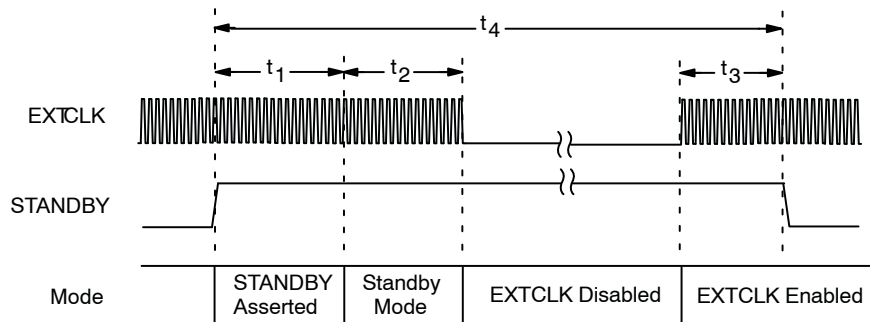 t4
t1
t2
t3
EXTCLK
STANDBY
Mode
STANDBY
Asserted
Standby
Mode
EXTCLK Disabled
EXTCLK Enabled